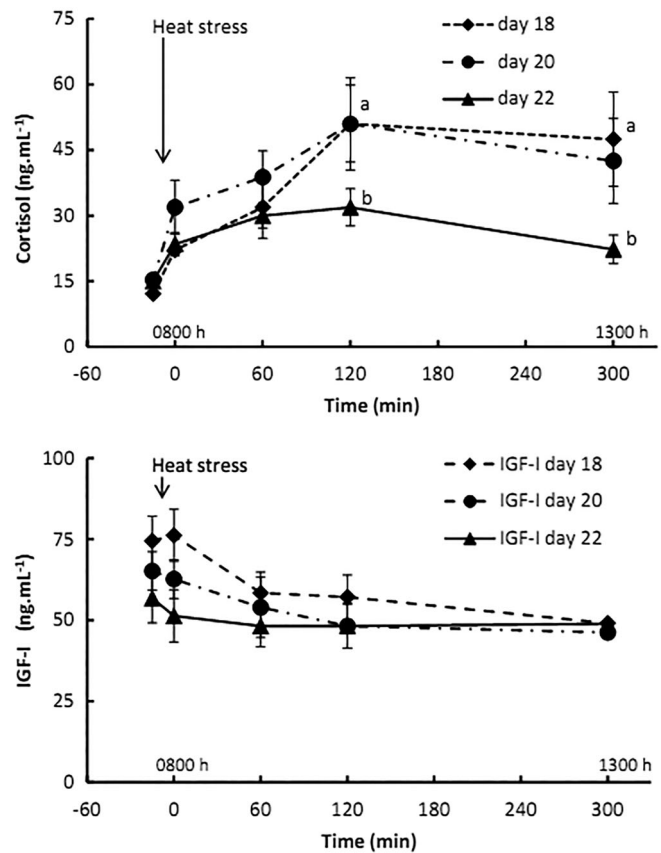 75
60
45
30
15
0
Cortisol (ng.mL⁻¹)
Heat stress
day 18
day 20
day 22
a
a
b
b
0800 h
1300 h
-60 0 60 120 180 240 300
Time (min)
100
75
50
25
0
IGF-I (ng.mL⁻¹)
Heat stress
IGF-I day 18
IGF-I day 20
IGF-I day 22
0800 h
1300 h
-60 0 60 120 180 240 300
Time (min)